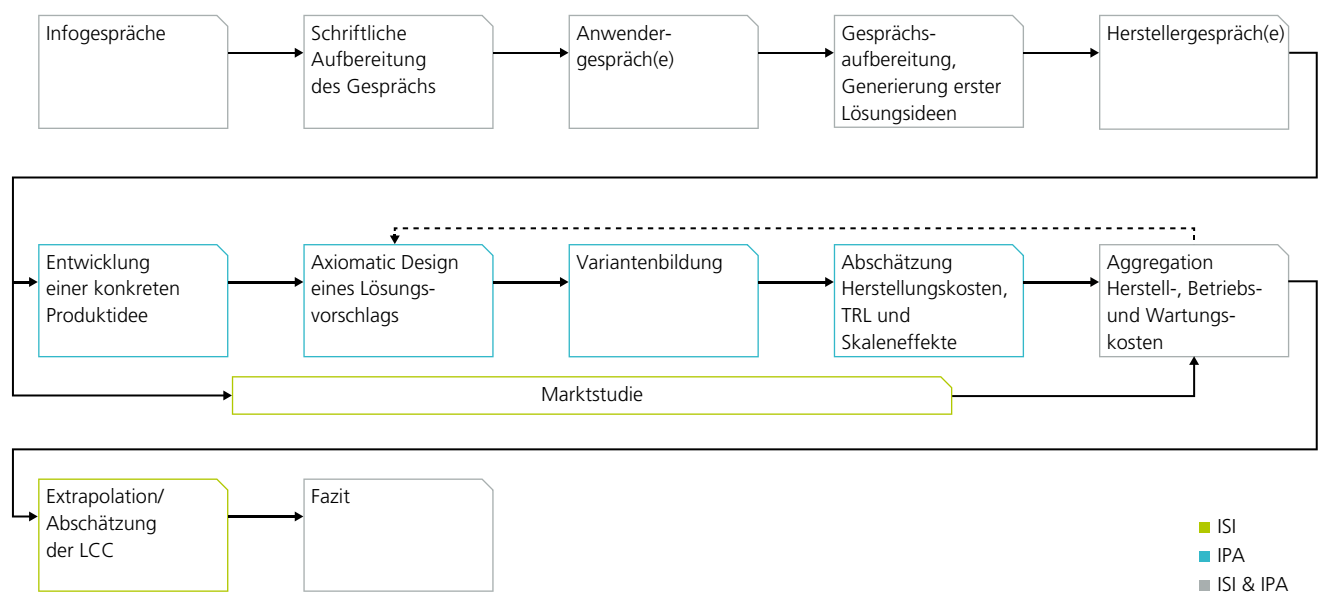 Infogespräche
Schriftliche
Aufbereitung
des Gesprächs
Anwender-
gespräch(e)
Gesprächs-
aufbereitung,
Generierung erster
Lösungsideen
Herstellergespräch(e)
Entwicklung
einer konkreten
Produktidee
Axiomatic Design
eines Lösungs-
vorschlags
Variantenbildung
Abschätzung
Herstellungskosten,
TRL und
Skaleneffekte
Aggregation
Herstell-, Betriebs-
und Wartungs-
kosten
Marktstudie
Extrapolation/
Abschätzung
der LCC
Fazit
ISI
IPA
ISI & IPA